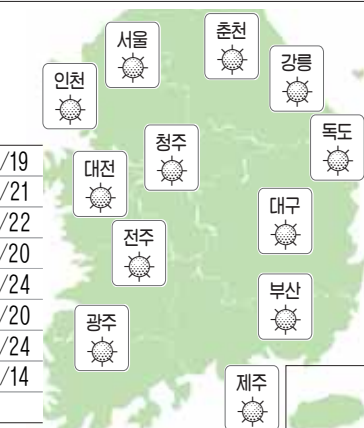 서울
춘천
인천
강릉
독도
청주
대전
대구
전주
부산
광주
제주
/19
/21
/22
/20
/24
/20
/24
/14